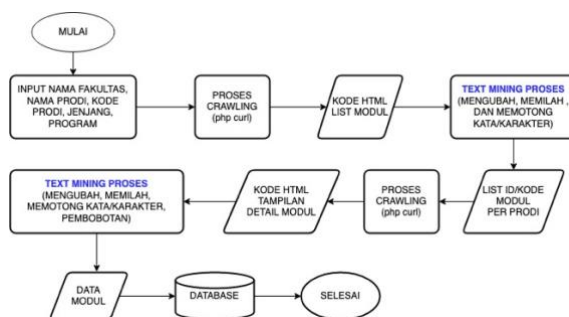 MULAI
INPUT NAMA FAKULTAS,
NAMA PRODI, KODE
PRODI, JENJANG,
PROGRAM
PROSES
CRAWLING
(php curl)
KODE HTML
LIST MODUL
TEXT MINING PROSES
(MENGUBAH, MEMILAH ,
DAN MEMOTONG
KATA/KARAKTER)
LIST ID/KODE
MODUL
PER PRODI
PROSES
CRAWLING
(php curl)
KODE HTML
TAMPILAN
DETAIL MODUL
TEXT MINING PROSES
(MENGUBAH, MEMILAH,
MEMOTONG KATA/KARAKTER,
PEMBOBOTAN)
DATA
MODUL
DATABASE
SELESAI